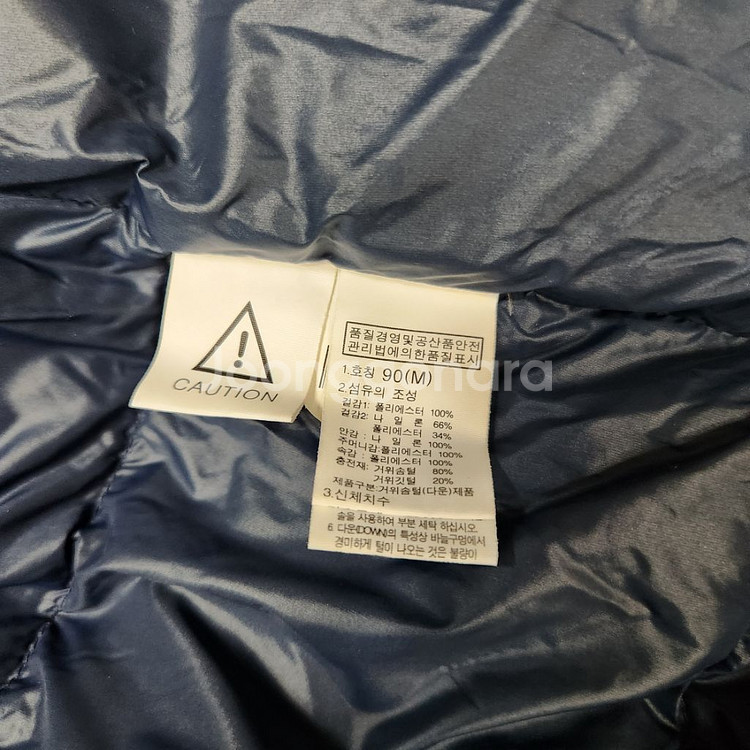 CAUTION
품질경영및공산품안전
관리법에의한품질표시
1.호칭 90(M)
2.섬유의 조성
겉감1: 폴리에스터 100%
겉감2: 나 일 론 66%
폴리에스터 34%
안감 : 나 일 론 100%
주머니감:폴리에스터 100%
속감 : 폴리에스터 100%
충전재: 거위솜털 80%
거위깃털 20%
제품구분:거위솜털(다운)제품
3.신체치수
솔을 사용하여 부분 세탁 하십시오.
6. 다운(DOWN)의 특성상 바늘구멍에서
경미하게 털이 나오는 것은 불량이
Joongonara